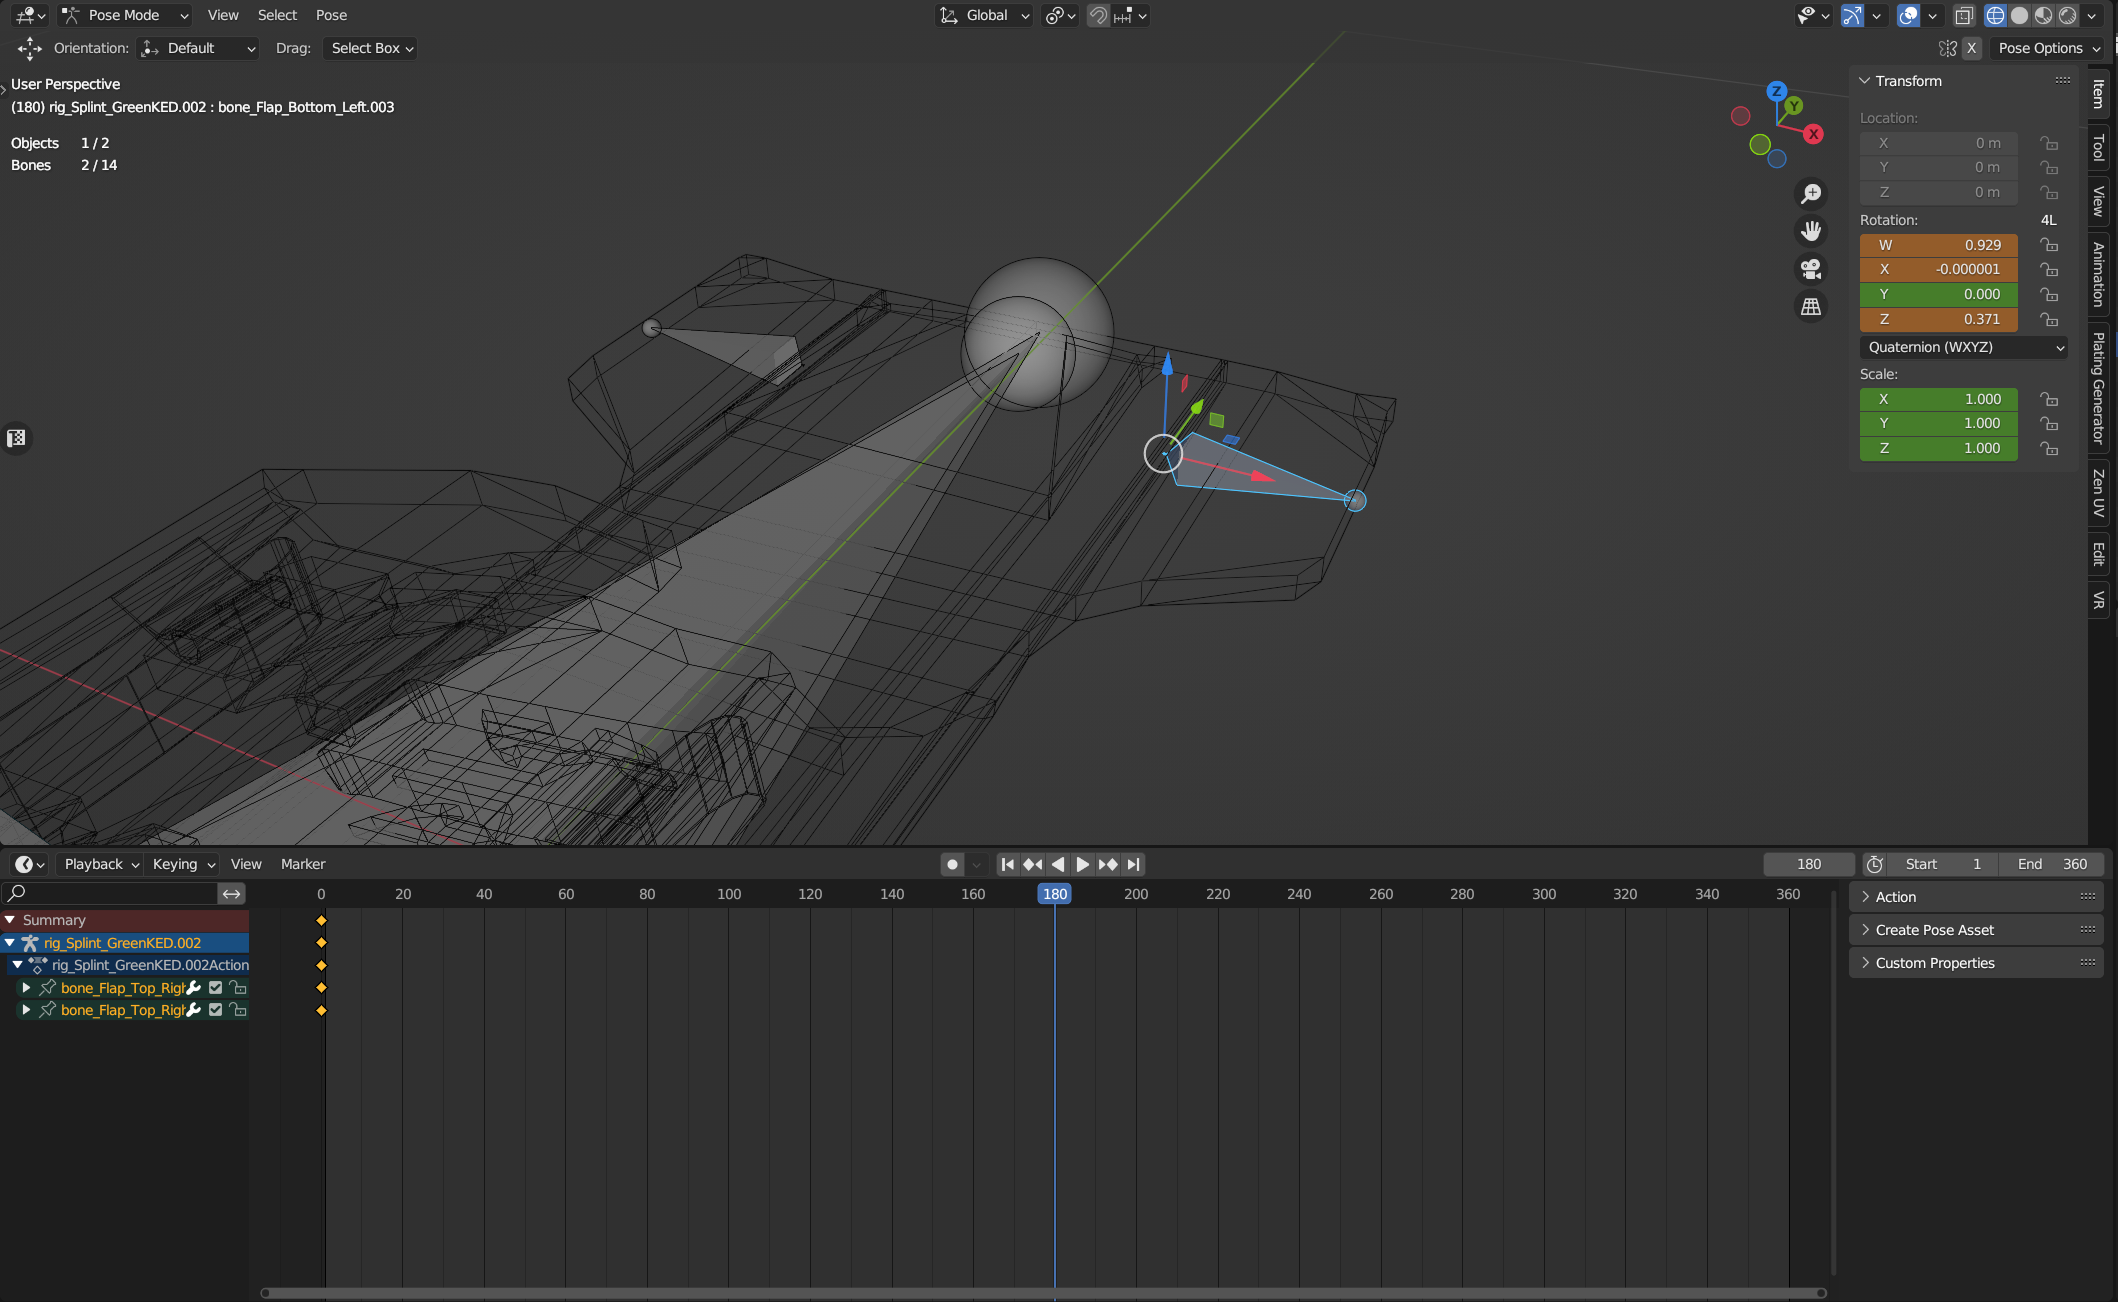 Pose Mode View Select Pose Global
Orientation: Default Drag: Select Box X Pose Options
User Perspective
(180) rig_Splint_GreenKED.002 : bone_Flap_Bottom_Left.003
Objects 1 / 2
Bones 2 / 14
Z
Y
X
Transform
Location:
X 0 m
Y 0 m
Z 0 m
Rotation: 4L
W 0.929
X -0.000001
Y 0.000
Z 0.371
Quaternion (WXYZ)
Scale:
X 1.000
Y 1.000
Z 1.000
Item
Tool
View
Animation
Plating Generator
Zen UV
Edit
VR
Playback Keying View Marker 180 Start 1 End 360
0 20 40 60 80 100 120 140 160 180 200 220 240 260 280 300 320 340 360
Summary
rig_Splint_GreenKED.002
rig_Splint_GreenKED.002Action
bone_Flap_Top_Righ
bone_Flap_Top_Righ
Action
Create Pose Asset
Custom Properties